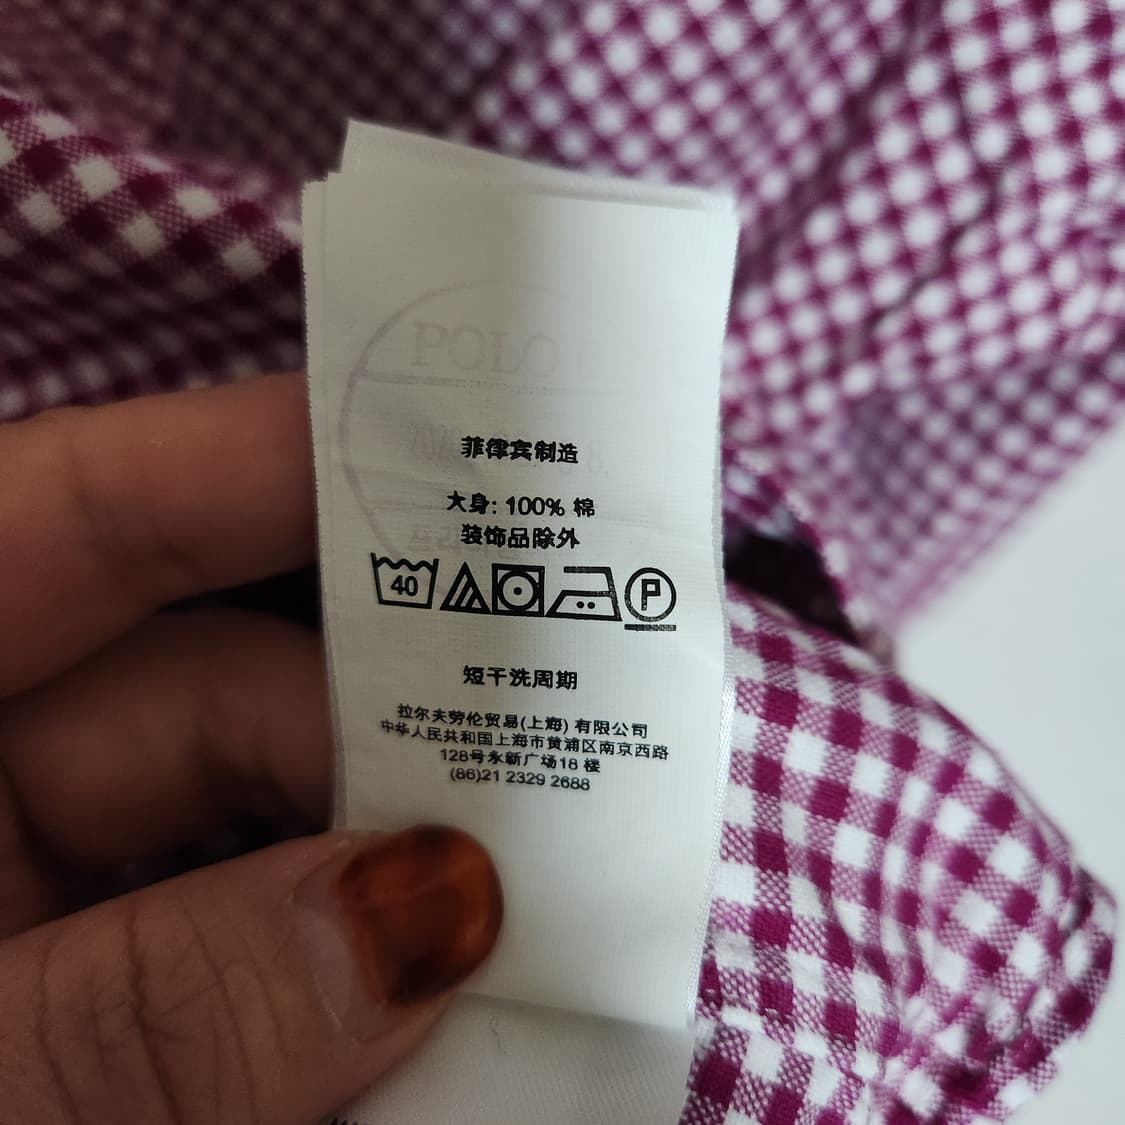 POLO
菲律宾制造
大身: 100% 棉
装饰品除外
40 P
短干洗周期
拉尔夫劳伦贸易(上海) 有限公司
中华人民共和国上海市黄浦区南京西路
128号永新广场18 楼
(86)21 2329 2688